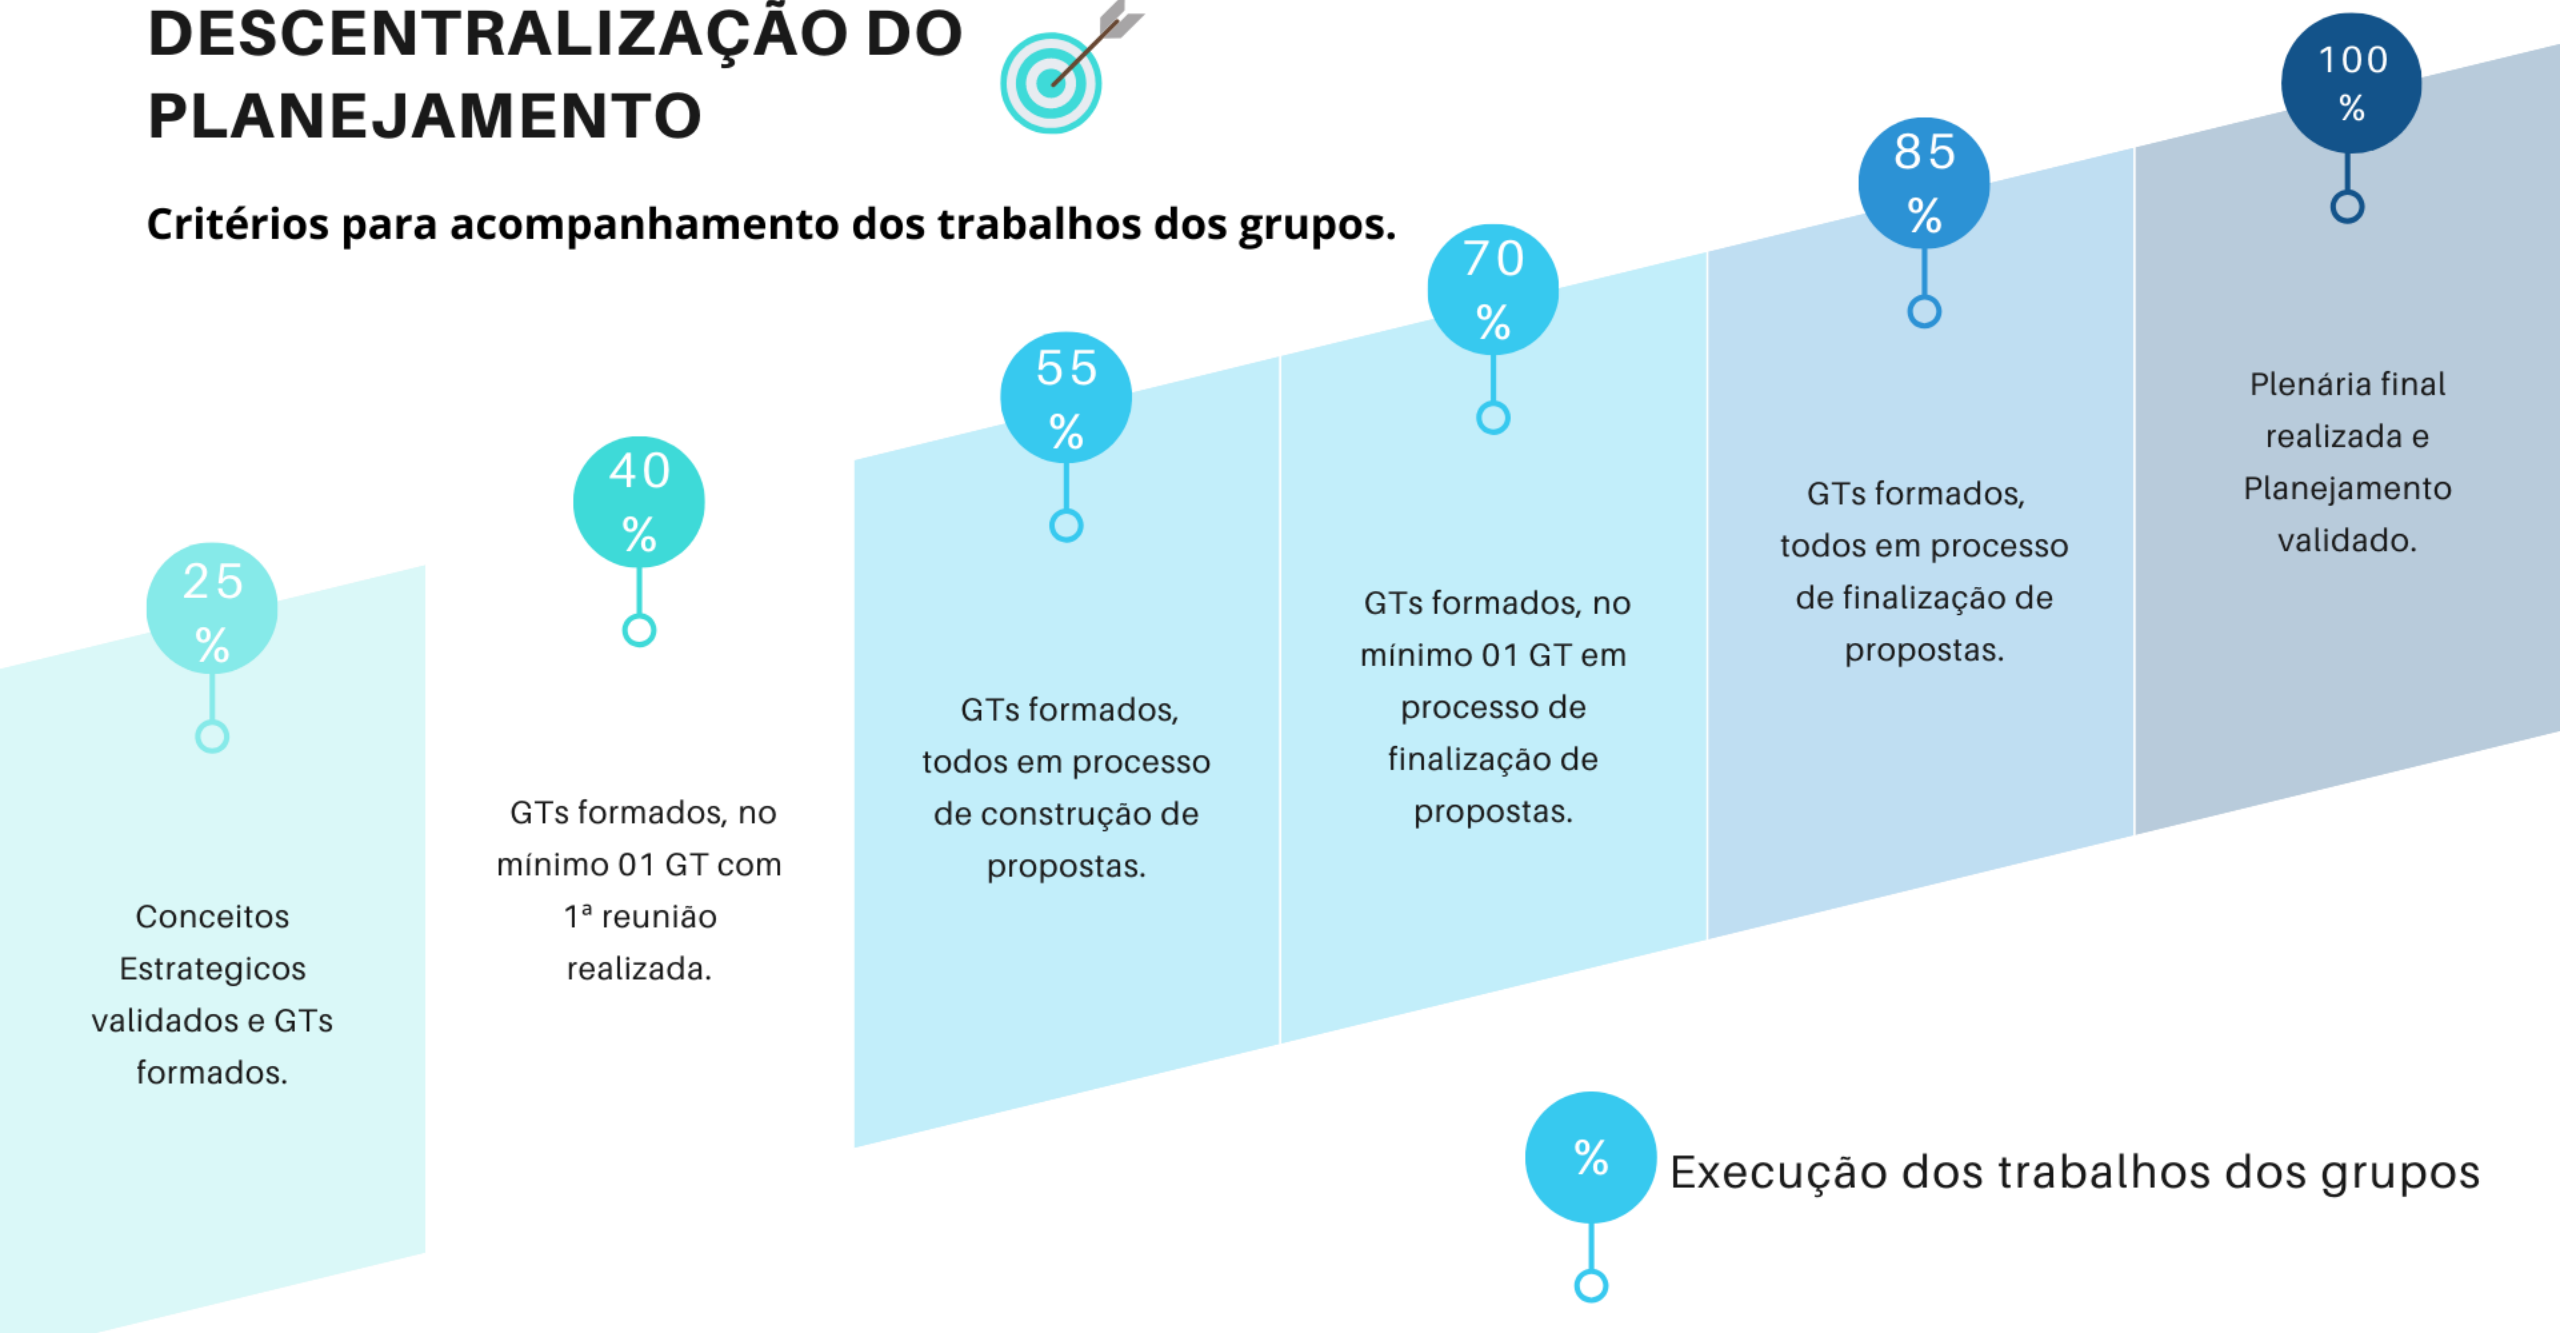 DESCENTRALIZAÇÃO DO
PLANEJAMENTO
Critérios para acompanhamento dos trabalhos dos grupos.
25
%
Conceitos
Estrategicos
validados e GTs
formados.
40
%
GTs formados, no
mínimo 01 GT com
1ª reunião
realizada.
55
%
GTs formados,
todos em processo
de construção de
propostas.
70
%
GTs formados, no
mínimo 01 GT em
processo de
finalização de
propostas.
85
%
GTs formados,
todos em processo
de finalização de
propostas.
100
%
Plenária final
realizada e
Planejamento
validado.
%
Execução dos trabalhos dos grupos